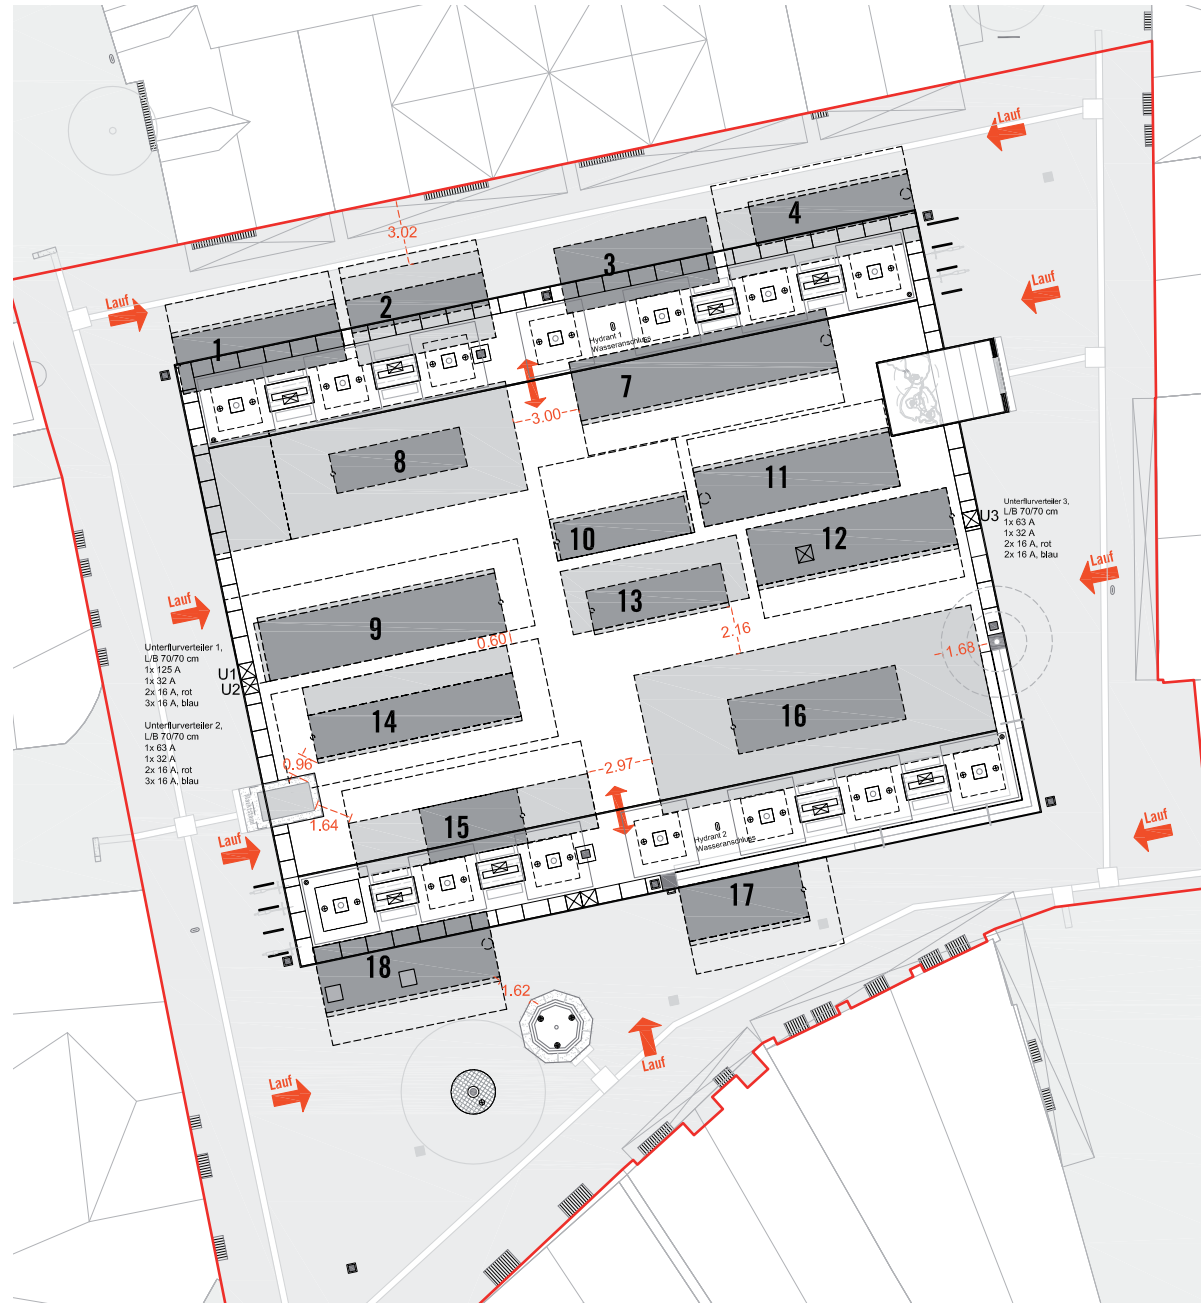 Lauf
3.02
4
Lauf
3
Lauf
2
1
Hydrant 1
Wasseranschluss
7
3.00
8
11
Unterflurverteiler 3,
L/B 70/70 cm
1x 63 A
1x 32 A
2x 16 A, rot
2x 16 A, blau
U3
10
12
Lauf
13
Lauf
9
0.60
2.16
1.68
Unterflurverteiler 1,
L/B 70/70 cm
1x 125 A
1x 32 A
2x 16 A, rot
3x 16 A, blau
U1
U2
14
16
Unterflurverteiler 2,
L/B 70/70 cm
1x 63 A
1x 32 A
2x 16 A, rot
3x 16 A, blau
0.96
2.97
1.64
15
Hydrant 2
Wasseranschluss
Lauf
Lauf
17
18
1.62
Lauf
Lauf